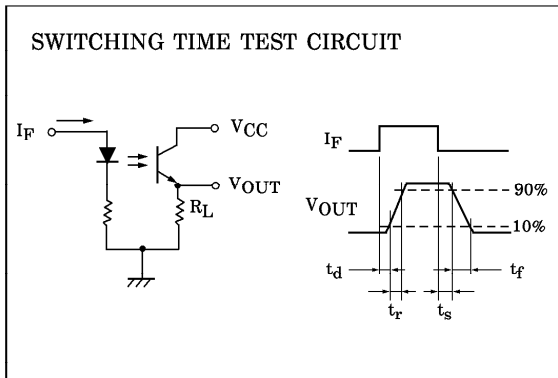 SWITCHING TIME TEST CIRCUIT
IF
VCC
VOUT
RL
IF
VOUT
90%
10%
td
tf
tr
ts